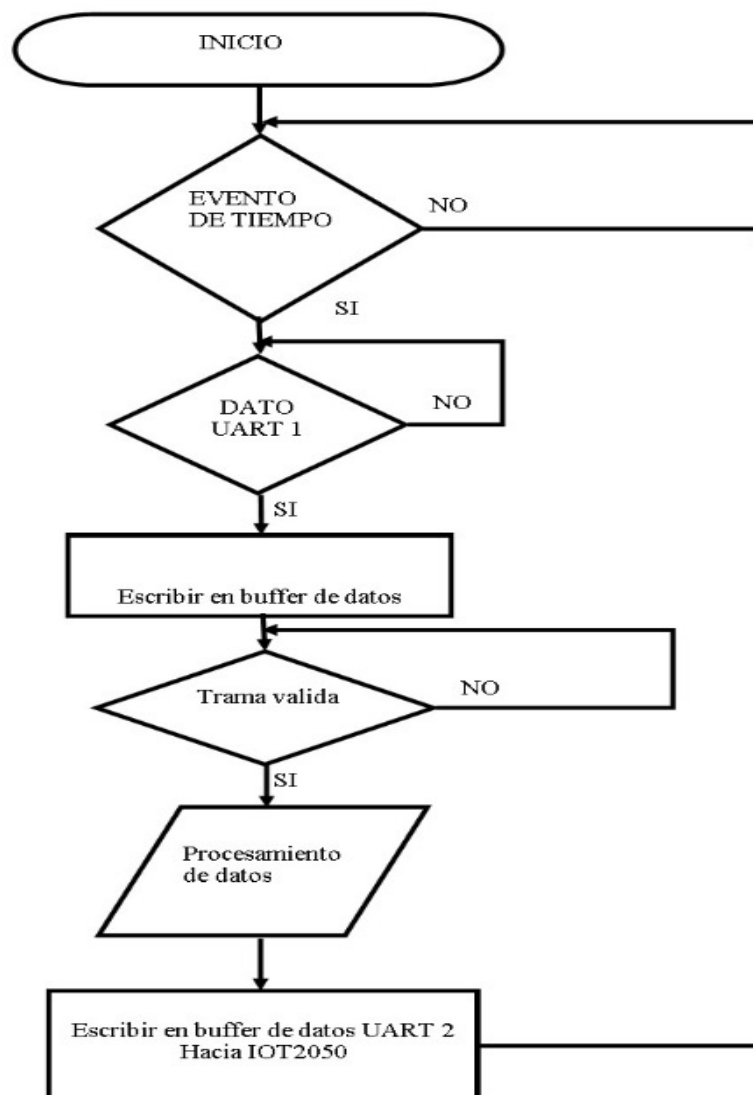 INICIO
EVENTO
DE TIEMPO
NO
SI
DATO
UART 1
NO
SI
Escribir en buffer de datos
Trama valida
NO
SI
Procesamiento
de datos
Escribir en buffer de datos UART 2
Hacia IOT2050